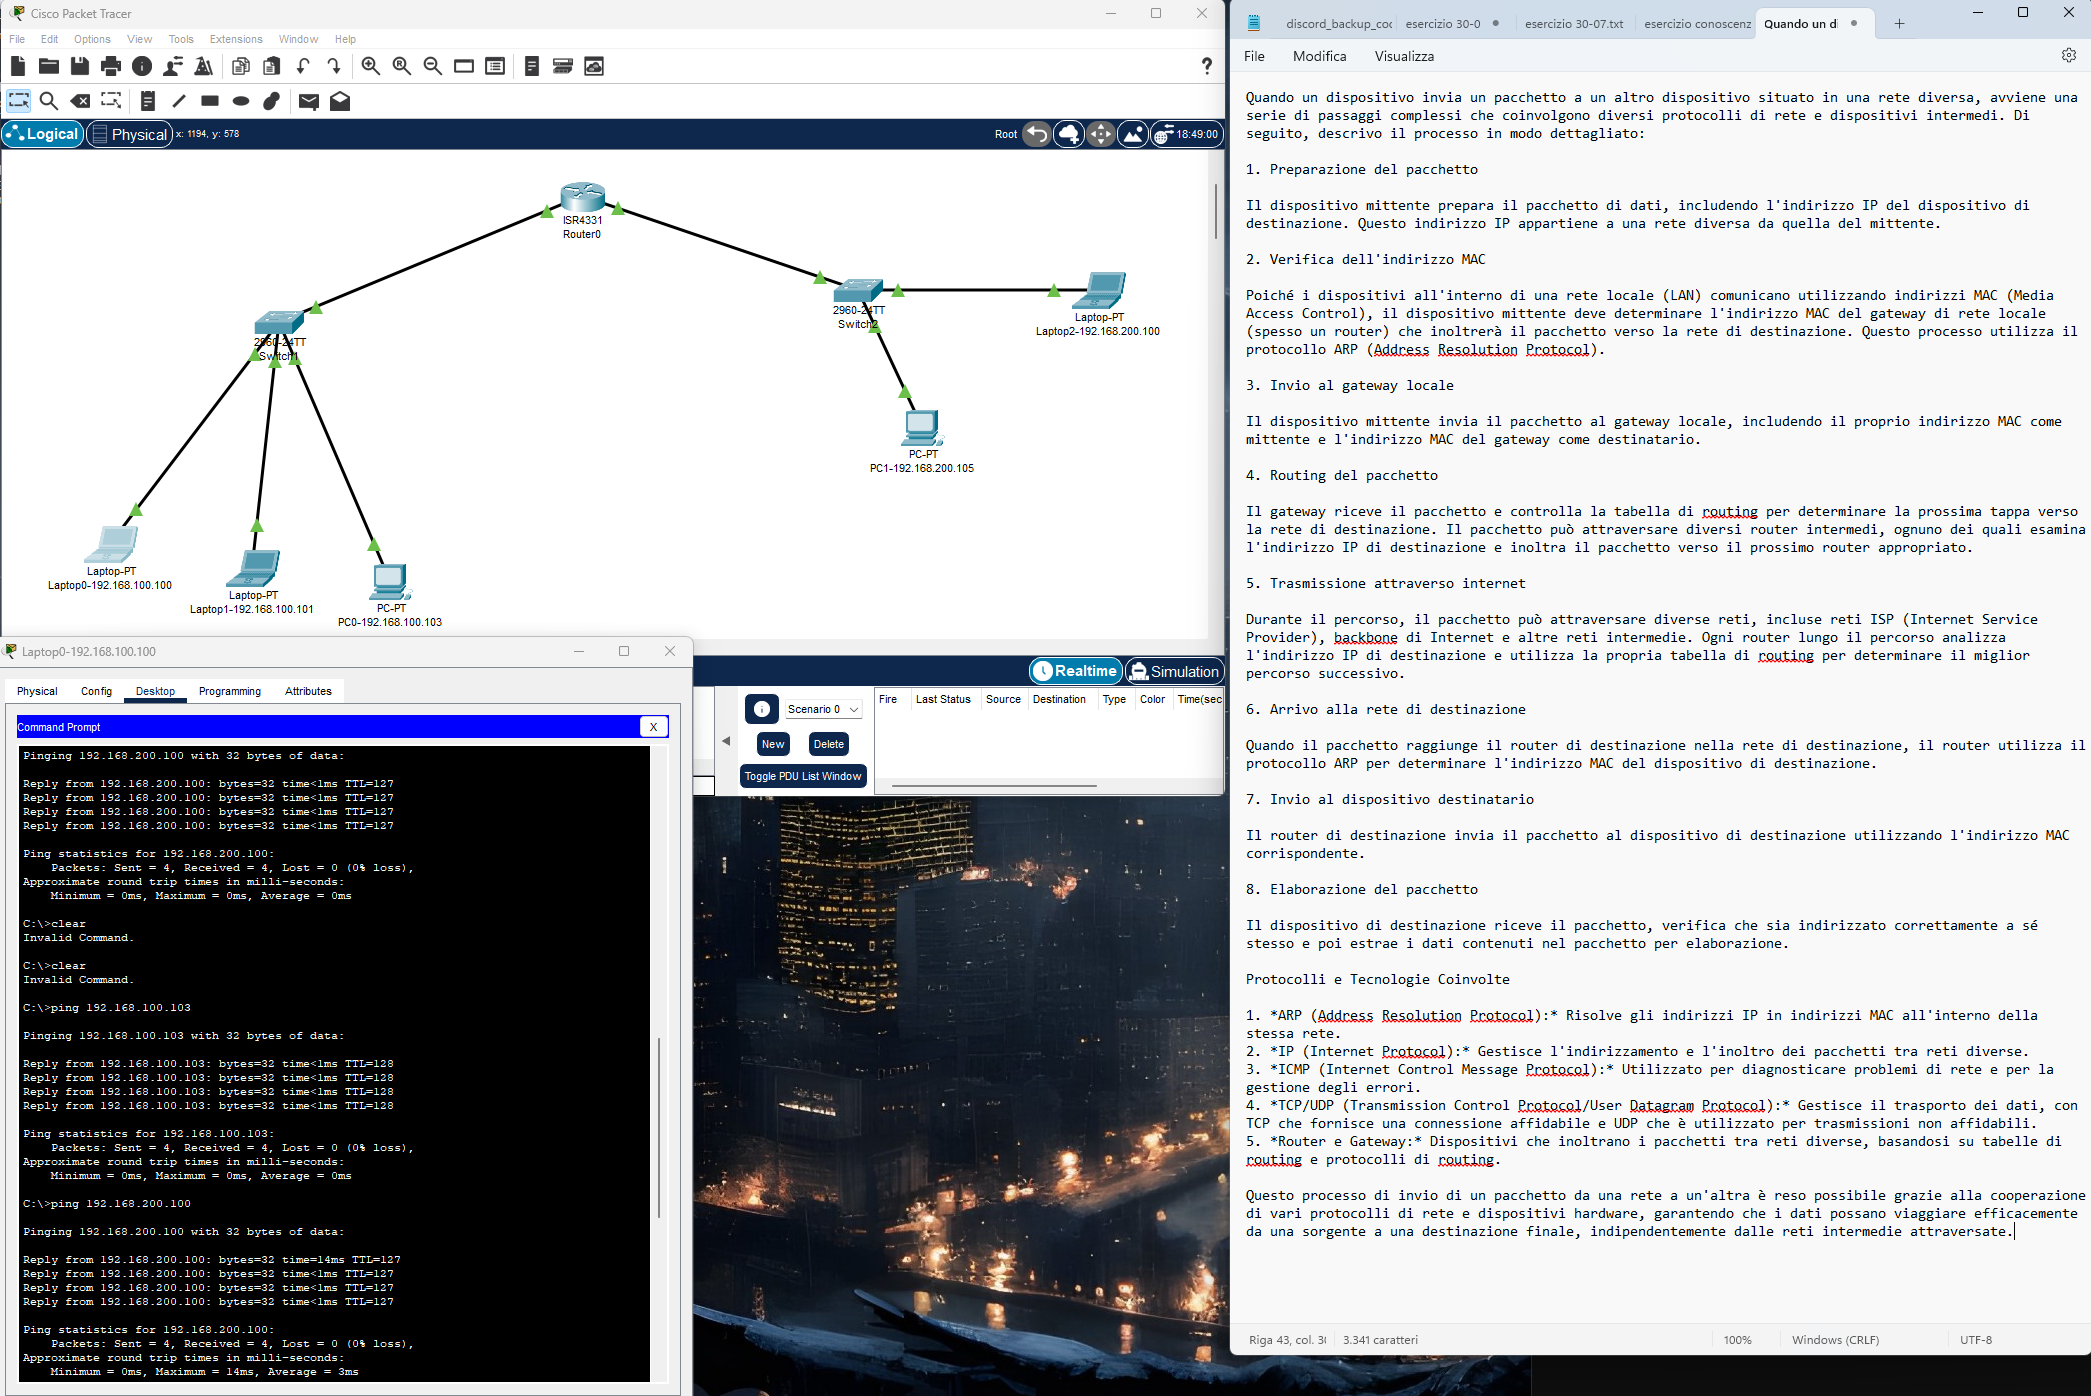 Cisco Packet Tracer
File Edit Options View Tools Extensions Window Help
Logical Physical x: 1194, y: 578 Root 18:49:00
ISR4331
Router0
2960-24TT
Switch1
2960-24TT
Switch2
Laptop-PT
Laptop2-192.168.200.100
PC-PT
PC1-192.168.200.105
Laptop-PT
Laptop0-192.168.100.100
Laptop-PT
Laptop1-192.168.100.101
PC-PT
PC0-192.168.100.103
Realtime Simulation
Scenario 0
New Delete
Toggle PDU List Window
Fire Last Status Source Destination Type Color Time(sec
Laptop0-192.168.100.100
Physical Config Desktop Programming Attributes
Command Prompt X
Pinging 192.168.200.100 with 32 bytes of data:
Reply from 192.168.200.100: bytes=32 time<1ms TTL=127
Reply from 192.168.200.100: bytes=32 time<1ms TTL=127
Reply from 192.168.200.100: bytes=32 time<1ms TTL=127
Reply from 192.168.200.100: bytes=32 time<1ms TTL=127
Ping statistics for 192.168.200.100:
Packets: Sent = 4, Received = 4, Lost = 0 (0% loss),
Approximate round trip times in milli-seconds:
Minimum = 0ms, Maximum = 0ms, Average = 0ms
C:\>clear
Invalid Command.
C:\>clear
Invalid Command.
C:\>ping 192.168.100.103
Pinging 192.168.100.103 with 32 bytes of data:
Reply from 192.168.100.103: bytes=32 time<1ms TTL=128
Reply from 192.168.100.103: bytes=32 time<1ms TTL=128
Reply from 192.168.100.103: bytes=32 time<1ms TTL=128
Reply from 192.168.100.103: bytes=32 time<1ms TTL=128
Ping statistics for 192.168.100.103:
Packets: Sent = 4, Received = 4, Lost = 0 (0% loss),
Approximate round trip times in milli-seconds:
Minimum = 0ms, Maximum = 0ms, Average = 0ms
C:\>ping 192.168.200.100
Pinging 192.168.200.100 with 32 bytes of data:
Reply from 192.168.200.100: bytes=32 time=14ms TTL=127
Reply from 192.168.200.100: bytes=32 time<1ms TTL=127
Reply from 192.168.200.100: bytes=32 time<1ms TTL=127
Reply from 192.168.200.100: bytes=32 time<1ms TTL=127
Ping statistics for 192.168.200.100:
Packets: Sent = 4, Received = 4, Lost = 0 (0% loss),
Approximate round trip times in milli-seconds:
Minimum = 0ms, Maximum = 14ms, Average = 3ms
discord_backup_coc esercizio 30-0 esercizio 30-07.txt esercizio conoscenz Quando un di
File Modifica Visualizza
Quando un dispositivo invia un pacchetto a un altro dispositivo situato in una rete diversa, avviene una
serie di passaggi complessi che coinvolgono diversi protocolli di rete e dispositivi intermedi. Di
seguito, descrivo il processo in modo dettagliato:
1. Preparazione del pacchetto
Il dispositivo mittente prepara il pacchetto di dati, includendo l'indirizzo IP del dispositivo di
destinazione. Questo indirizzo IP appartiene a una rete diversa da quella del mittente.
2. Verifica dell'indirizzo MAC
Poiché i dispositivi all'interno di una rete locale (LAN) comunicano utilizzando indirizzi MAC (Media
Access Control), il dispositivo mittente deve determinare l'indirizzo MAC del gateway di rete locale
(spesso un router) che inoltrerà il pacchetto verso la rete di destinazione. Questo processo utilizza il
protocollo ARP (Address Resolution Protocol).
3. Invio al gateway locale
Il dispositivo mittente invia il pacchetto al gateway locale, includendo il proprio indirizzo MAC come
mittente e l'indirizzo MAC del gateway come destinatario.
4. Routing del pacchetto
Il gateway riceve il pacchetto e controlla la tabella di routing per determinare la prossima tappa verso
la rete di destinazione. Il pacchetto può attraversare diversi router intermedi, ognuno dei quali esamina
l'indirizzo IP di destinazione e inoltra il pacchetto verso il prossimo router appropriato.
5. Trasmissione attraverso internet
Durante il percorso, il pacchetto può attraversare diverse reti, incluse reti ISP (Internet Service
Provider), backbone di Internet e altre reti intermedie. Ogni router lungo il percorso analizza
l'indirizzo IP di destinazione e utilizza la propria tabella di routing per determinare il miglior
percorso successivo.
6. Arrivo alla rete di destinazione
Quando il pacchetto raggiunge il router di destinazione nella rete di destinazione, il router utilizza il
protocollo ARP per determinare l'indirizzo MAC del dispositivo di destinazione.
7. Invio al dispositivo destinatario
Il router di destinazione invia il pacchetto al dispositivo di destinazione utilizzando l'indirizzo MAC
corrispondente.
8. Elaborazione del pacchetto
Il dispositivo di destinazione riceve il pacchetto, verifica che sia indirizzato correttamente a sé
stesso e poi estrae i dati contenuti nel pacchetto per elaborazione.
Protocolli e Tecnologie Coinvolte
1. *ARP (Address Resolution Protocol):* Risolve gli indirizzi IP in indirizzi MAC all'interno della
stessa rete.
2. *IP (Internet Protocol):* Gestisce l'indirizzamento e l'inoltro dei pacchetti tra reti diverse.
3. *ICMP (Internet Control Message Protocol):* Utilizzato per diagnosticare problemi di rete e per la
gestione degli errori.
4. *TCP/UDP (Transmission Control Protocol/User Datagram Protocol):* Gestisce il trasporto dei dati, con
TCP che fornisce una connessione affidabile e UDP che è utilizzato per trasmissioni non affidabili.
5. *Router e Gateway:* Dispositivi che inoltrano i pacchetti tra reti diverse, basandosi su tabelle di
routing e protocolli di routing.
Questo processo di invio di un pacchetto da una rete a un'altra è reso possibile grazie alla cooperazione
di vari protocolli di rete e dispositivi hardware, garantendo che i dati possano viaggiare efficacemente
da una sorgente a una destinazione finale, indipendentemente dalle reti intermedie attraversate.
Riga 43, col. 3 3.341 caratteri 100% Windows (CRLF) UTF-8